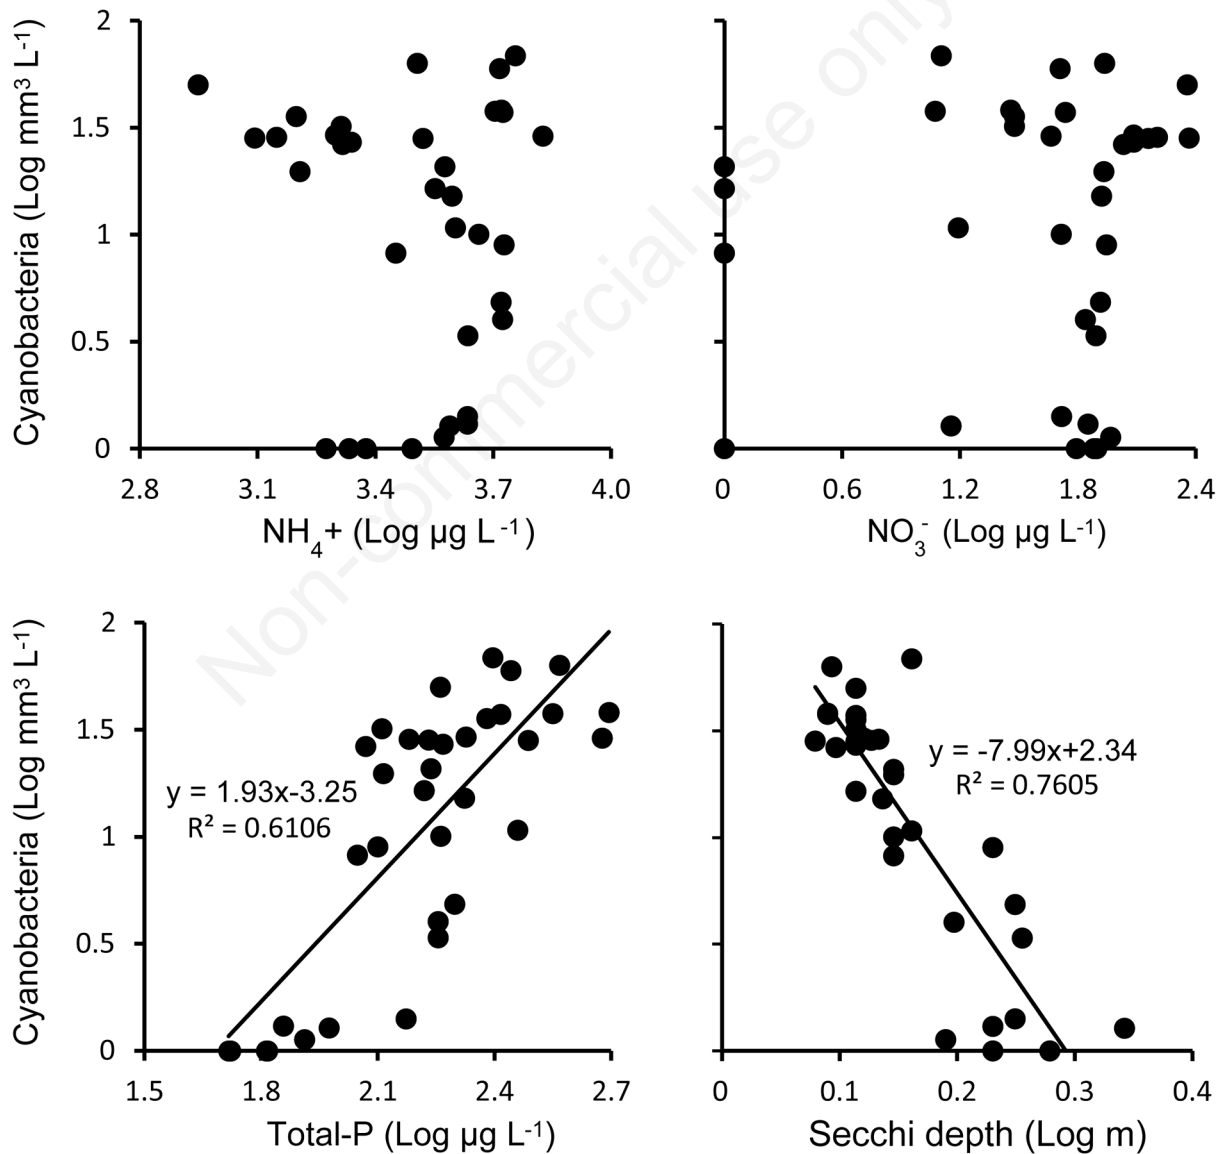 Cyanobacteria (Log mm³ L⁻¹)
2
1.5
1
0.5
0
2.8 3.1 3.4 3.7 4.0
NH₄+ (Log µg L⁻¹)
0 0.6 1.2 1.8 2.4
NO₃⁻ (Log µg L⁻¹)
Non-commercial use only
Cyanobacteria (Log mm³ L⁻¹)
2
1.5
1
0.5
0
y = 1.93x-3.25
R² = 0.6106
1.5 1.8 2.1 2.4 2.7
Total-P (Log µg L⁻¹)
y = -7.99x+2.34
R² = 0.7605
0 0.1 0.2 0.3 0.4
Secchi depth (Log m)